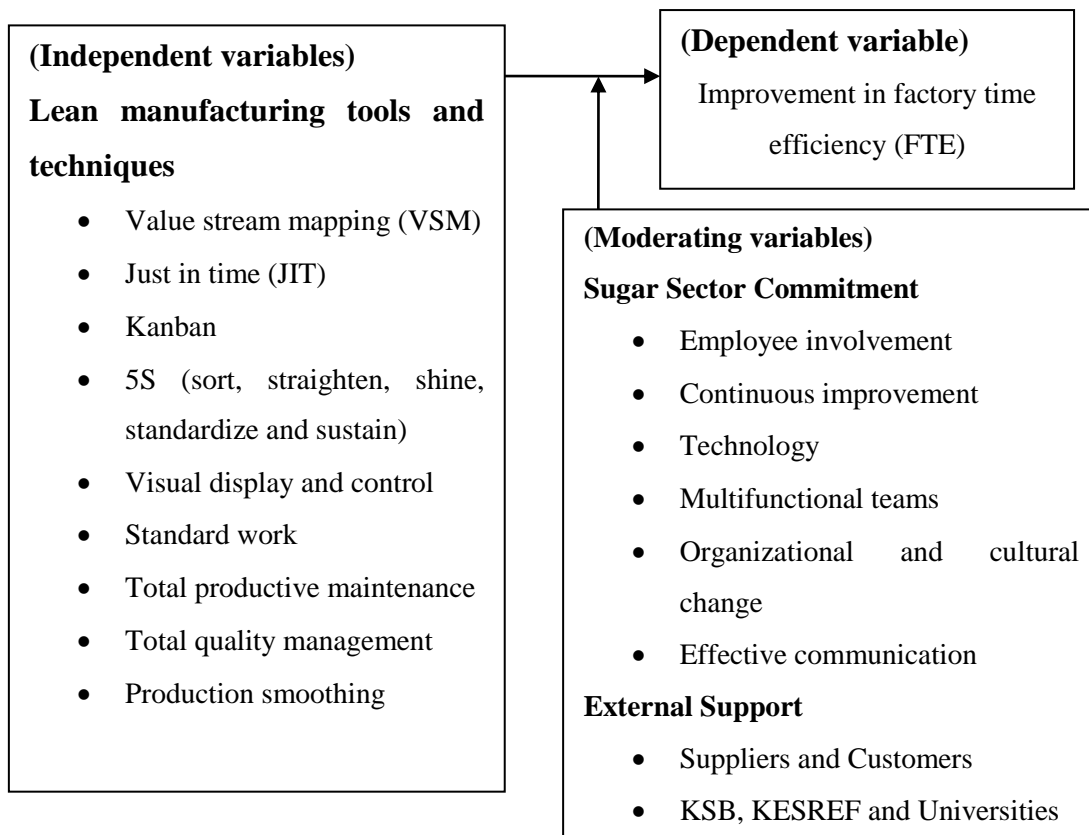 (Independent variables)
Lean manufacturing tools and
techniques
• Value stream mapping (VSM)
• Just in time (JIT)
• Kanban
• 5S (sort, straighten, shine,
standardize and sustain)
• Visual display and control
• Standard work
• Total productive maintenance
• Total quality management
• Production smoothing
(Dependent variable)
Improvement in factory time
efficiency (FTE)
(Moderating variables)
Sugar Sector Commitment
• Employee involvement
• Continuous improvement
• Technology
• Multifunctional teams
• Organizational and cultural
change
• Effective communication
External Support
• Suppliers and Customers
• KSB, KESREF and Universities